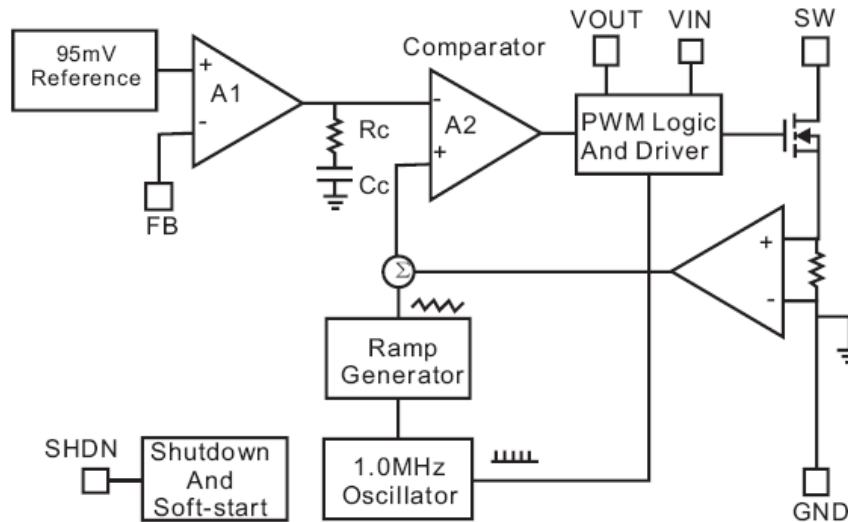 VOUT
VIN
SW
95mV
Reference
Comparator
+
-
A1
-
+
A2
PWM Logic
And Driver
Rc
Cc
FB
Σ
+
-
Ramp
Generator
SHDN
Shutdown
And
Soft-start
1.0MHz
Oscillator
GND